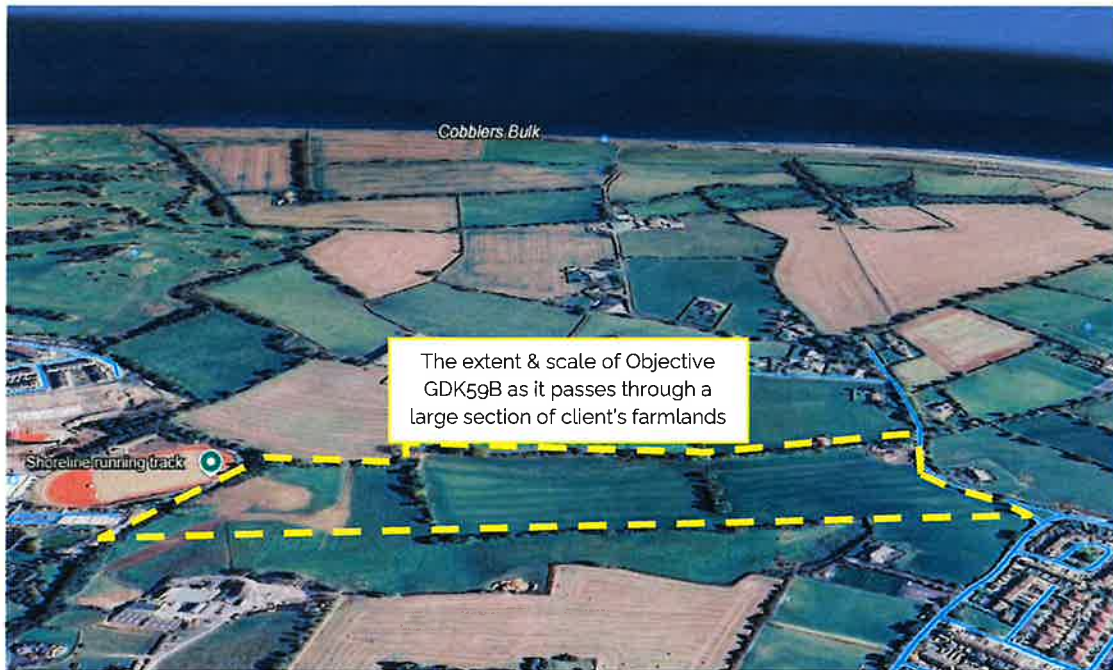 Cobblers Bulk
The extent & scale of Objective
GDK59B as it passes through a
large section of client's farmlands
Shoreline running track